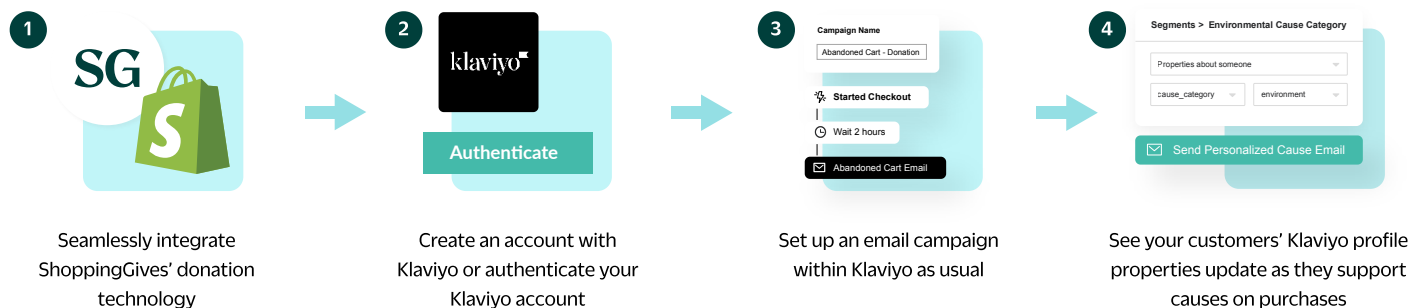 1
SG
S
Seamlessly integrate
ShoppingGives' donation
technology
2
klaviyo
Authenticate
Create an account with
Klaviyo or authenticate your
Klaviyo account
3
Campaign Name
Abandoned Cart - Donation
Started Checkout
Wait 2 hours
Abandoned Cart Email
Set up an email campaign
within Klaviyo as usual
4
Segments > Environmental Cause Category
Properties about someone
cause_category environment
Send Personalized Cause Email
See your customers' Klaviyo profile
properties update as they support
causes on purchases